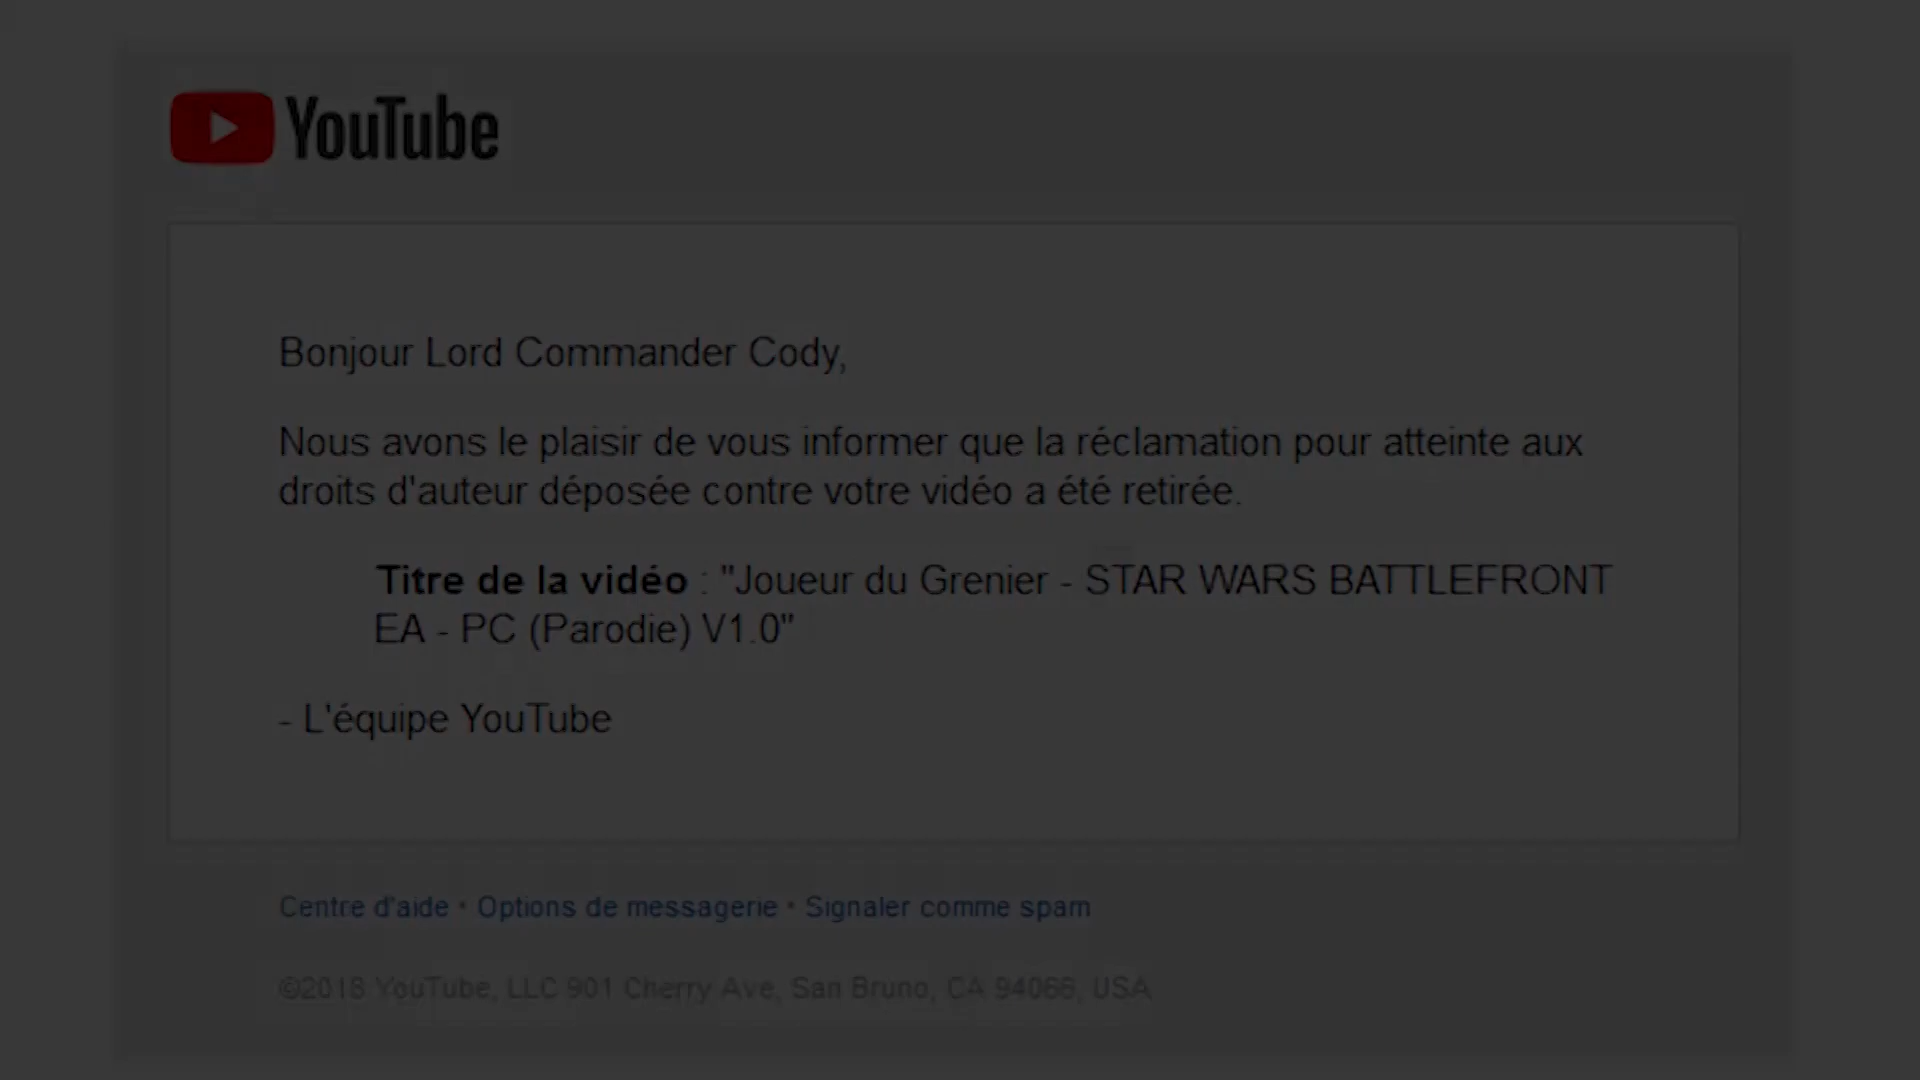 YouTube
Bonjour Lord Commander Cody,
Nous avons le plaisir de vous informer que la réclamation pour atteinte aux
droits d'auteur déposée contre votre vidéo a été retirée.
Titre de la vidéo : "Joueur du Grenier - STAR WARS BATTLEFRONT
EA - PC (Parodie) V1.0"
- L'équipe YouTube
Centre d'aide • Options de messagerie • Signaler comme spam
©2018 YouTube, LLC 901 Cherry Ave, San Bruno, CA 94066, USA